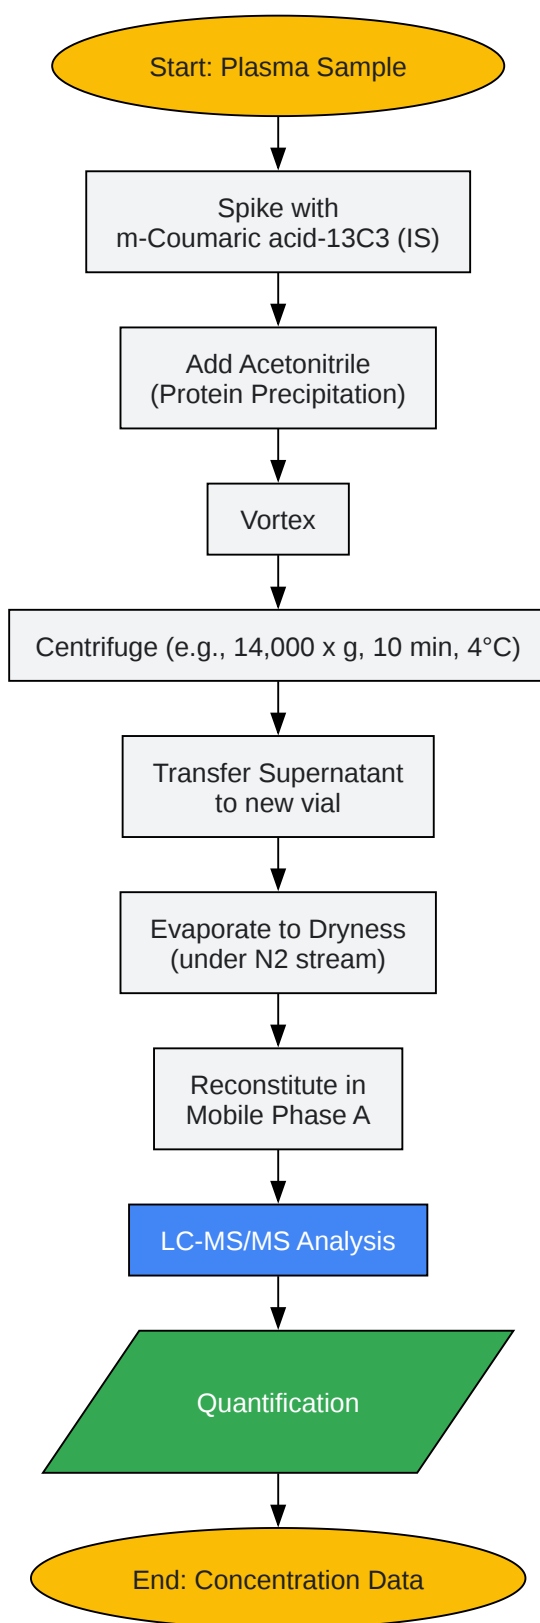 Start: Plasma Sample
Spike with
m-Coumaric acid-13C3 (IS)
Add Acetonitrile
(Protein Precipitation)
Vortex
Centrifuge (e.g., 14,000 x g, 10 min, 4°C)
Transfer Supernatant
to new vial
Evaporate to Dryness
(under N2 stream)
Reconstitute in
Mobile Phase A
LC-MS/MS Analysis
Quantification
End: Concentration Data